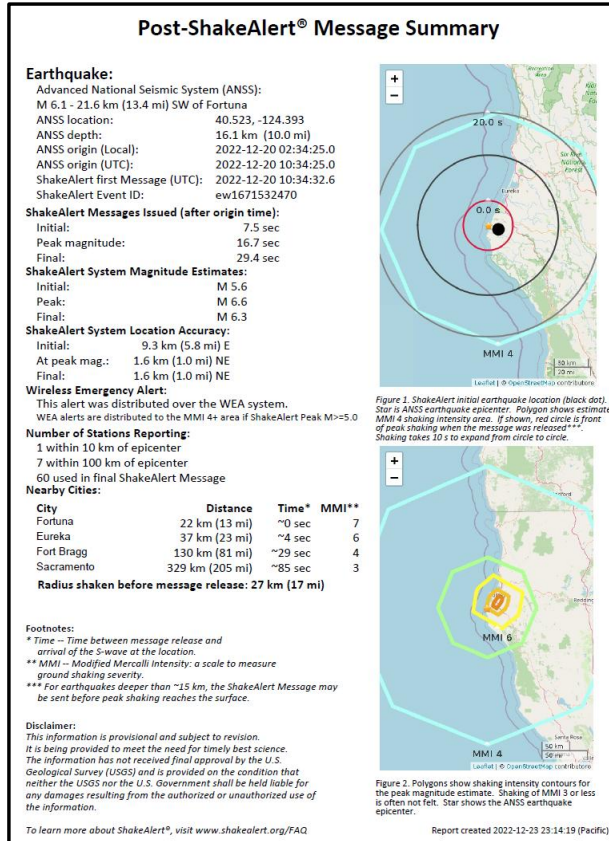 Post-ShakeAlert® Message Summary
Earthquake:
Advanced National Seismic System (ANSS):
M 6.1 - 21.6 km (13.4 mi) SW of Fortuna
ANSS location: 40.523, -124.393
ANSS depth: 16.1 km (10.0 mi)
ANSS origin (Local): 2022-12-20 02:34:25.0
ANSS origin (UTC): 2022-12-20 10:34:25.0
ShakeAlert first Message (UTC): 2022-12-20 10:34:32.6
ShakeAlert Event ID: ew1671532470
ShakeAlert Messages Issued (after origin time):
Initial: 7.5 sec
Peak magnitude: 16.7 sec
Final: 29.4 sec
ShakeAlert System Magnitude Estimates:
Initial: M 5.6
Peak: M 6.6
Final: M 6.3
ShakeAlert System Location Accuracy:
Initial: 9.3 km (5.8 mi) E
At peak mag.: 1.6 km (1.0 mi) NE
Final: 1.6 km (1.0 mi) NE
Wireless Emergency Alert:
This alert was distributed over the WEA system.
WEA alerts are distributed to the MMI 4+ area if ShakeAlert Peak M>=5.0
Number of Stations Reporting:
1 within 10 km of epicenter
7 within 100 km of epicenter
60 used in final ShakeAlert Message
Nearby Cities:
City Distance Time* MMI**
Fortuna 22 km (13 mi) ~0 sec 7
Eureka 37 km (23 mi) ~4 sec 6
Fort Bragg 130 km (81 mi) ~29 sec 4
Sacramento 329 km (205 mi) ~85 sec 3
Radius shaken before message release: 27 km (17 mi)
Footnotes:
* Time -- Time between message release and
arrival of the S-wave at the location.
** MMI -- Modified Mercalli Intensity: a scale to measure
ground shaking severity.
*** For earthquakes deeper than ~15 km, the ShakeAlert Message may
be sent before peak shaking reaches the surface.
Disclaimer:
This information is provisional and subject to revision.
It is being provided to meet the need for timely best science.
The information has not received final approval by the U.S.
Geological Survey (USGS) and is provided on the condition that
neither the USGS nor the U.S. Government shall be held liable for
any damages resulting from the authorized or unauthorized use of
the information.
To learn more about ShakeAlert®, visit www.shakealert.org/FAQ
+
−
20.0 s
Eureka
0.0 s
MMI 4
50 km
20 mi
Leaflet | © OpenStreetMap contributors
Figure 1. ShakeAlert initial earthquake location (black dot).
Star is ANSS earthquake epicenter. Polygon shows estimate
MMI 4 shaking intensity area. If shown, red circle is front
of peak shaking when the message was released***.
Shaking takes 10 s to expand from circle to circle.
+
−
MMI 6
Santa Rosa
MMI 4
50 km
50 mi
Leaflet | © OpenStreetMap contributors
Figure 2. Polygons show shaking intensity contours for
the peak magnitude estimate. Shaking of MMI 3 or less
is often not felt. Star shows the ANSS earthquake
epicenter.
Report created 2022-12-23 23:14:19 (Pacific)